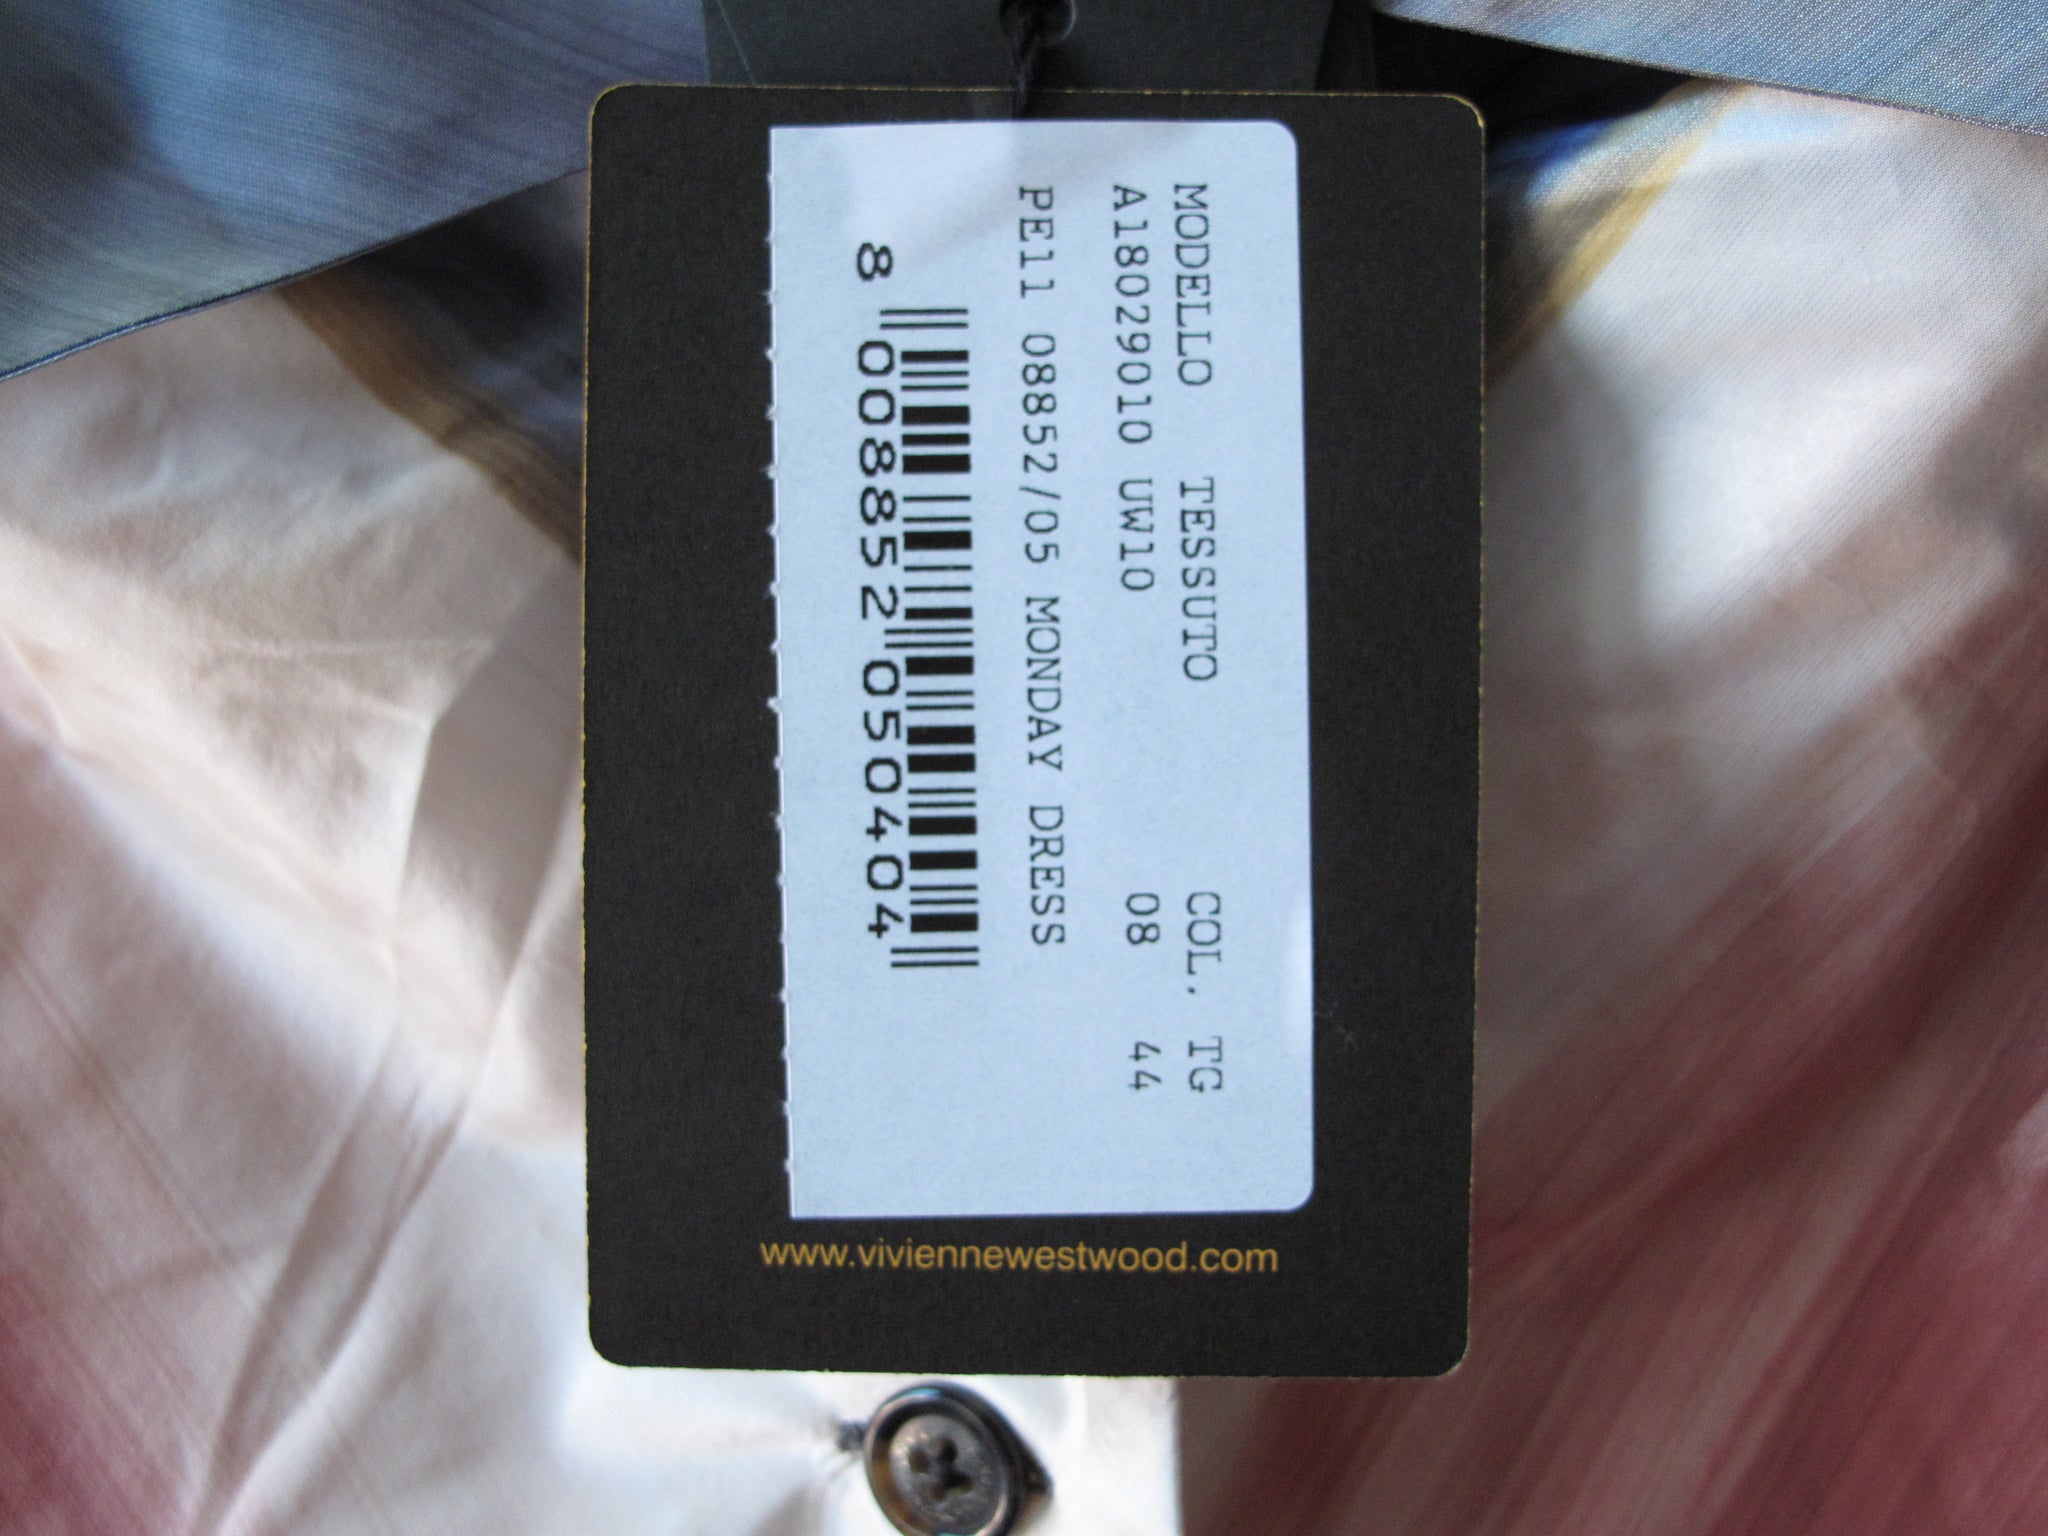 MODELLO TESSUTO COL. TG
A18029010 UW10 08 44
PE11 08852/05 MONDAY DRESS
8 008852 050404
www.viviennewestwood.com